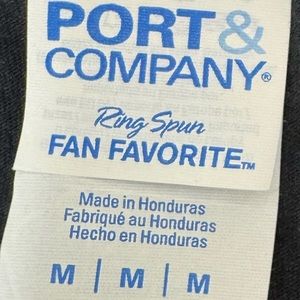 PORT &
COMPANY®
Ring Spun
FAN FAVORITE™
Made in Honduras
Fabriqué au Honduras
Hecho en Honduras
M | M | M